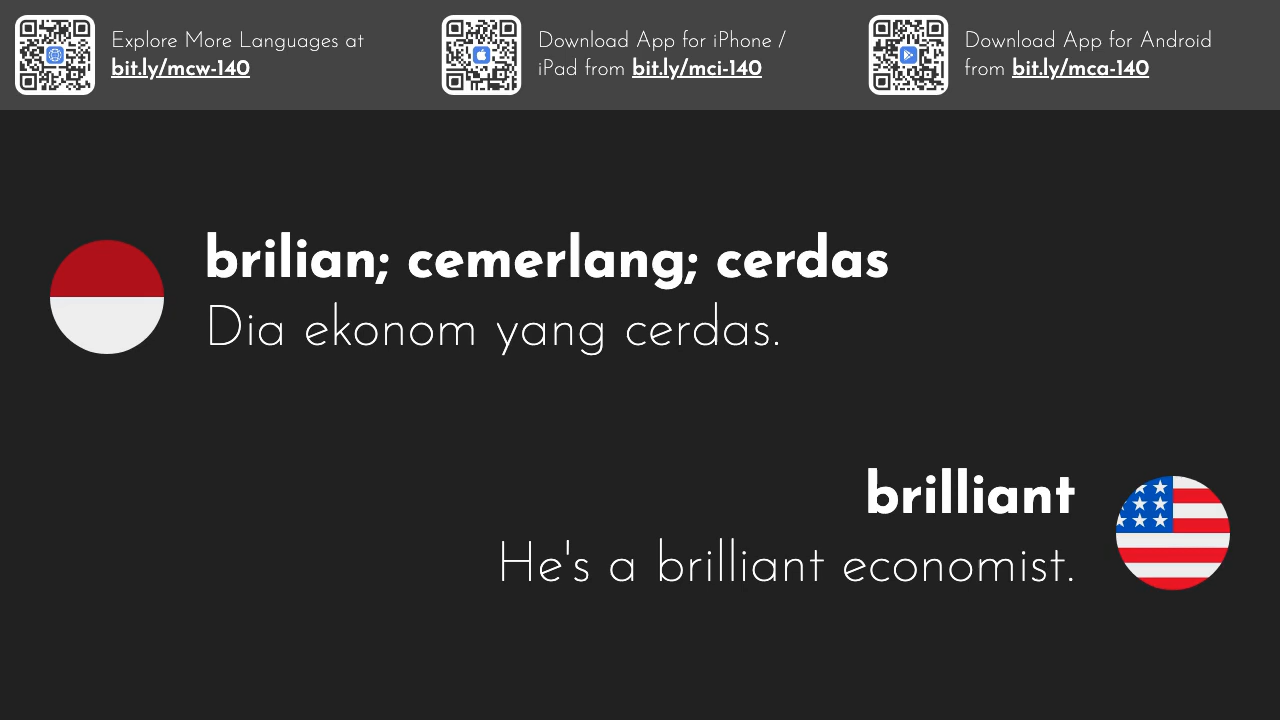 Explore More Languages at
bit.ly/mcw-140
Download App for iPhone /
iPad from bit.ly/mci-140
Download App for Android
from bit.ly/mca-140
brilian; cemerlang; cerdas
Dia ekonom yang cerdas.
brilliant
He's a brilliant economist.